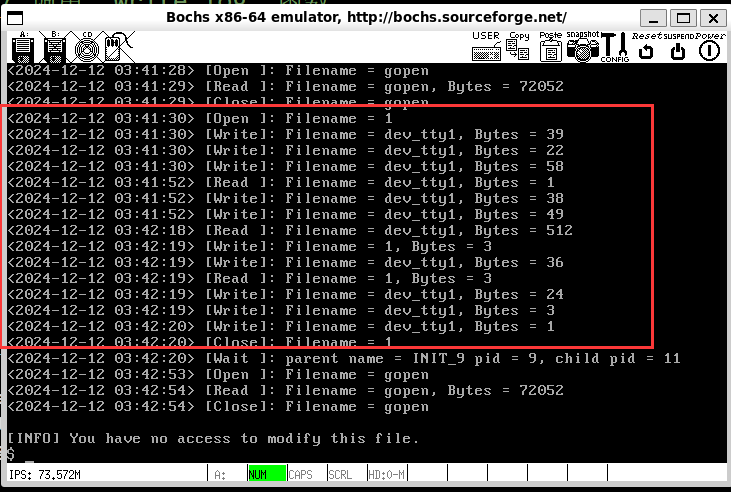 Bochs x86-64 emulator, http://bochs.sourceforge.net/
A: B: CD USER Copy Paste snapshot CONFIG Reset SUSPEND Power
<2024-12-12 03:41:28> [Open ]: Filename = gopen
<2024-12-12 03:41:29> [Read ]: Filename = gopen, Bytes = 72052
<2024-12-12 03:41:29> [Close]: Filename = gopen
<2024-12-12 03:41:30> [Open ]: Filename = 1
<2024-12-12 03:41:30> [Write]: Filename = dev_tty1, Bytes = 39
<2024-12-12 03:41:30> [Write]: Filename = dev_tty1, Bytes = 22
<2024-12-12 03:41:30> [Write]: Filename = dev_tty1, Bytes = 58
<2024-12-12 03:41:52> [Read ]: Filename = dev_tty1, Bytes = 1
<2024-12-12 03:41:52> [Write]: Filename = dev_tty1, Bytes = 38
<2024-12-12 03:41:52> [Write]: Filename = dev_tty1, Bytes = 49
<2024-12-12 03:42:18> [Read ]: Filename = dev_tty1, Bytes = 512
<2024-12-12 03:42:19> [Write]: Filename = 1, Bytes = 3
<2024-12-12 03:42:19> [Write]: Filename = dev_tty1, Bytes = 36
<2024-12-12 03:42:19> [Read ]: Filename = 1, Bytes = 3
<2024-12-12 03:42:19> [Write]: Filename = dev_tty1, Bytes = 24
<2024-12-12 03:42:19> [Write]: Filename = dev_tty1, Bytes = 3
<2024-12-12 03:42:20> [Write]: Filename = dev_tty1, Bytes = 1
<2024-12-12 03:42:20> [Close]: Filename = 1
<2024-12-12 03:42:20> [Wait ]: parent name = INIT_9 pid = 9, child pid = 11
<2024-12-12 03:42:53> [Open ]: Filename = gopen
<2024-12-12 03:42:54> [Read ]: Filename = gopen, Bytes = 72052
<2024-12-12 03:42:54> [Close]: Filename = gopen
[INFO] You have no access to modify this file.
$ _
IPS: 73.572M A: NUM CAPS SCRL HD:0-M